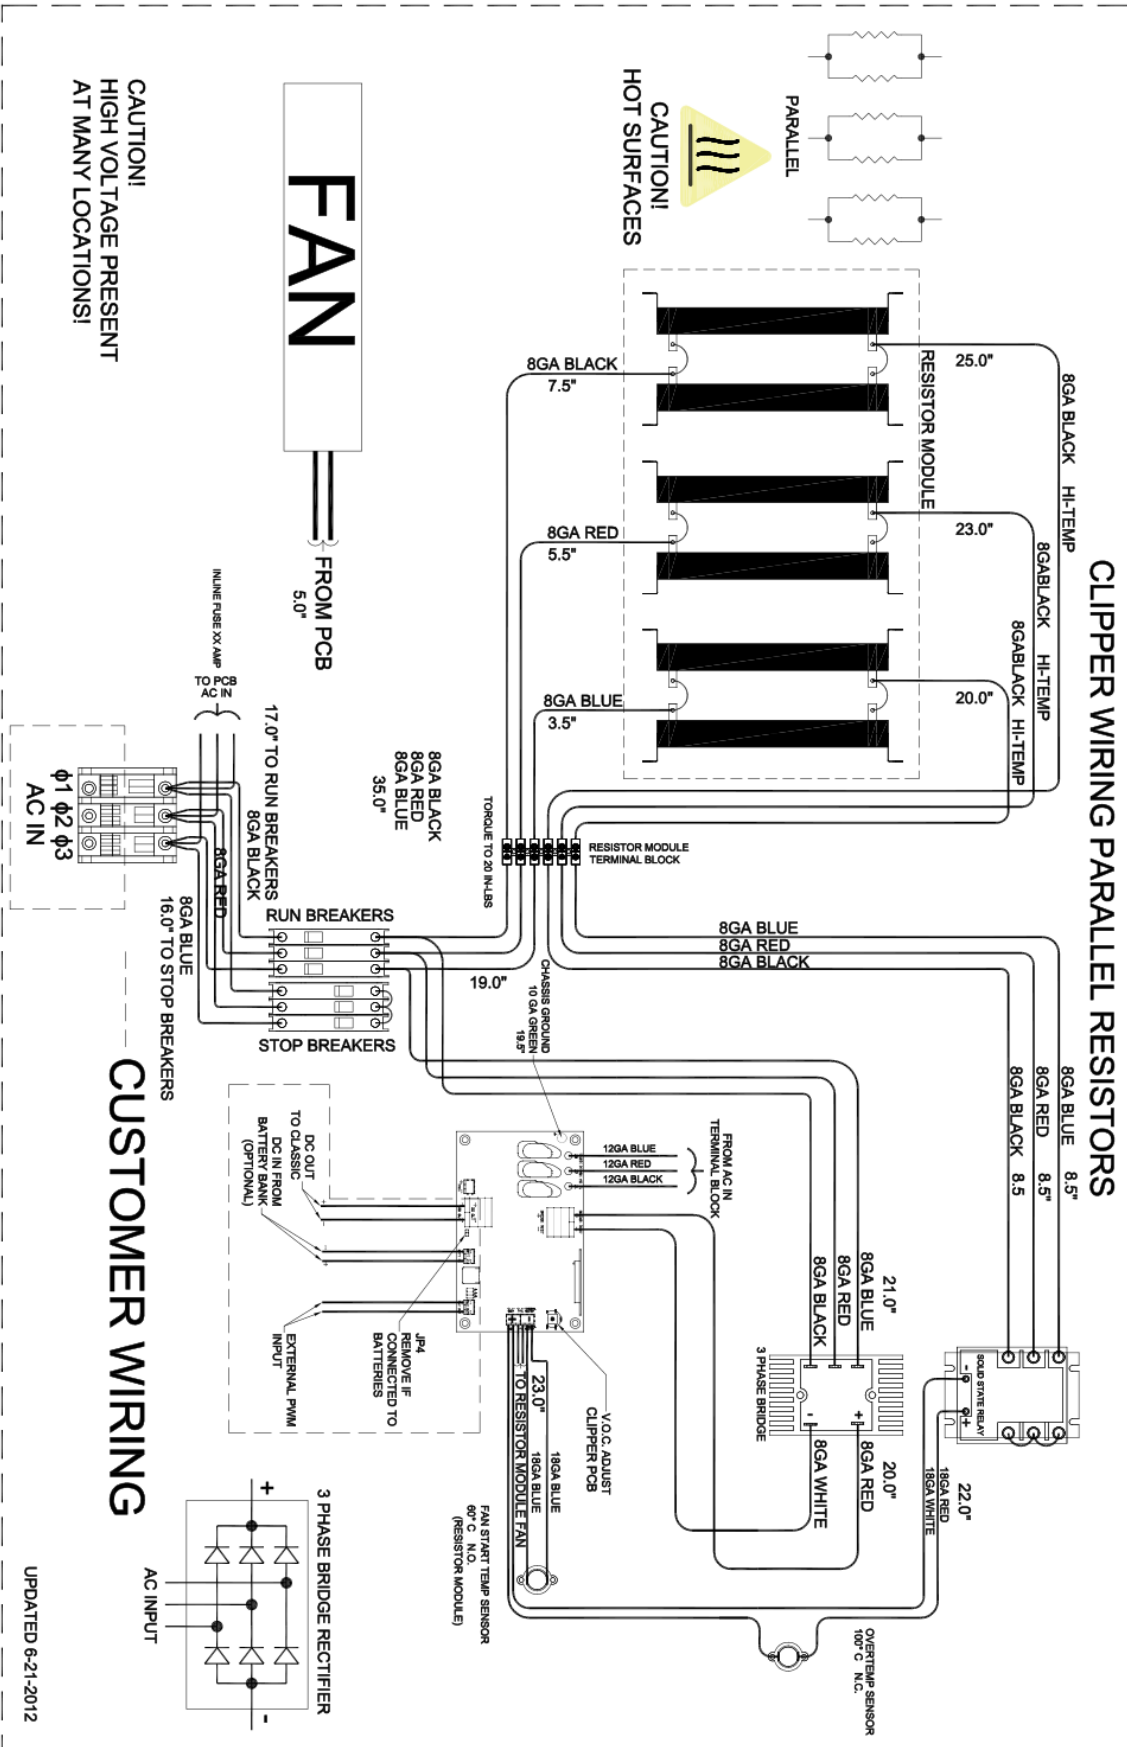 CLIPPER WIRING PARALLEL RESISTORS
PARALLEL
CAUTION!
HOT SURFACES
RESISTOR MODULE
25.0"
8GA BLACK HI-TEMP
23.0"
8GABLACK HI-TEMP
20.0"
8GABLACK HI-TEMP
8GA BLACK
7.5"
8GA RED
5.5"
8GA BLUE
3.5"
FAN
FROM PCB
5.0"
CAUTION!
HIGH VOLTAGE PRESENT
AT MANY LOCATIONS!
INLINE FUSE XX AMP
TO PCB
AC IN
8GA BLACK
8GA RED
8GA BLUE
35.0"
TORQUE TO 20 IN-LBS
RESISTOR MODULE
TERMINAL BLOCK
17.0" TO RUN BREAKERS
8GA BLACK
8GA RED
8GA BLUE
16.0" TO STOP BREAKERS
ϕ1 ϕ2 ϕ3
AC IN
RUN BREAKERS
STOP BREAKERS
19.0"
8GA BLUE
8GA RED
8GA BLACK
8GA BLUE 8.5"
8GA RED 8.5"
8GA BLACK 8.5
CHASSIS GROUND
10 GA GREEN
19.5"
FROM AC IN
TERMINAL BLOCK
12GA BLUE
12GA RED
12GA BLACK
21.0"
8GA BLUE
8GA RED
8GA BLACK
3 PHASE BRIDGE
+
-
SOLID STATE RELAY
- +
20.0"
8GA RED
8GA WHITE
22.0"
18GA RED
18GA WHITE
DC OUT
TO CLASSIC
DC IN FROM
BATTERY BANK
(OPTIONAL)
EXTERNAL PWM
INPUT
JP4
REMOVE IF
CONNECTED TO
BATTERIES
V.O.C. ADJUST
CLIPPER PCB
23.0"
TO RESISTOR MODULE FAN
18GA BLUE
18GA BLUE
FAN START TEMP SENSOR
60° C N.O.
(RESISTOR MODULE)
OVERTEMP SENSOR
100° C N.C.
CUSTOMER WIRING
3 PHASE BRIDGE RECTIFIER
+
-
AC INPUT
UPDATED 6-21-2012